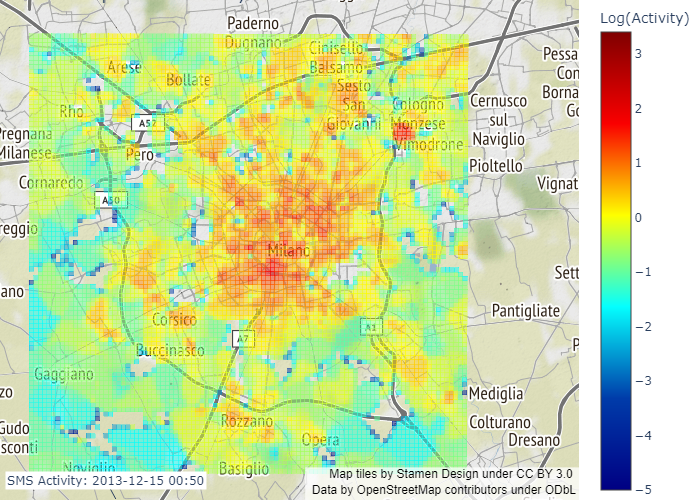 Log(Activity)
Paderno
Dugnano
Cinisello
Balsamo
Arese
Bollate
Sesto
San
Giovanni
Cologno
Monzese
Vimodrone
Cernusco
sul
Naviglio
Pessa
Con
Borna
Go
Rho
A52
Pregnana
Milanese
Pero
Pioltello
Cornaredo
Vignat
A50
reggio
Milano
Sett
ano
Pantigliate
Corsico
A7
A1
Buccinasco
P
Gaggiano
zo
Mediglia
Rozzano
Gudo
sconti
Opera
Colturano
Dresano
Noviglio
Basiglio
SMS Activity: 2013-12-15 00:50
Map tiles by Stamen Design under CC BY 3.0
Data by OpenStreetMap contributors under ODbL
3
2
1
0
−1
−2
−3
−4
−5